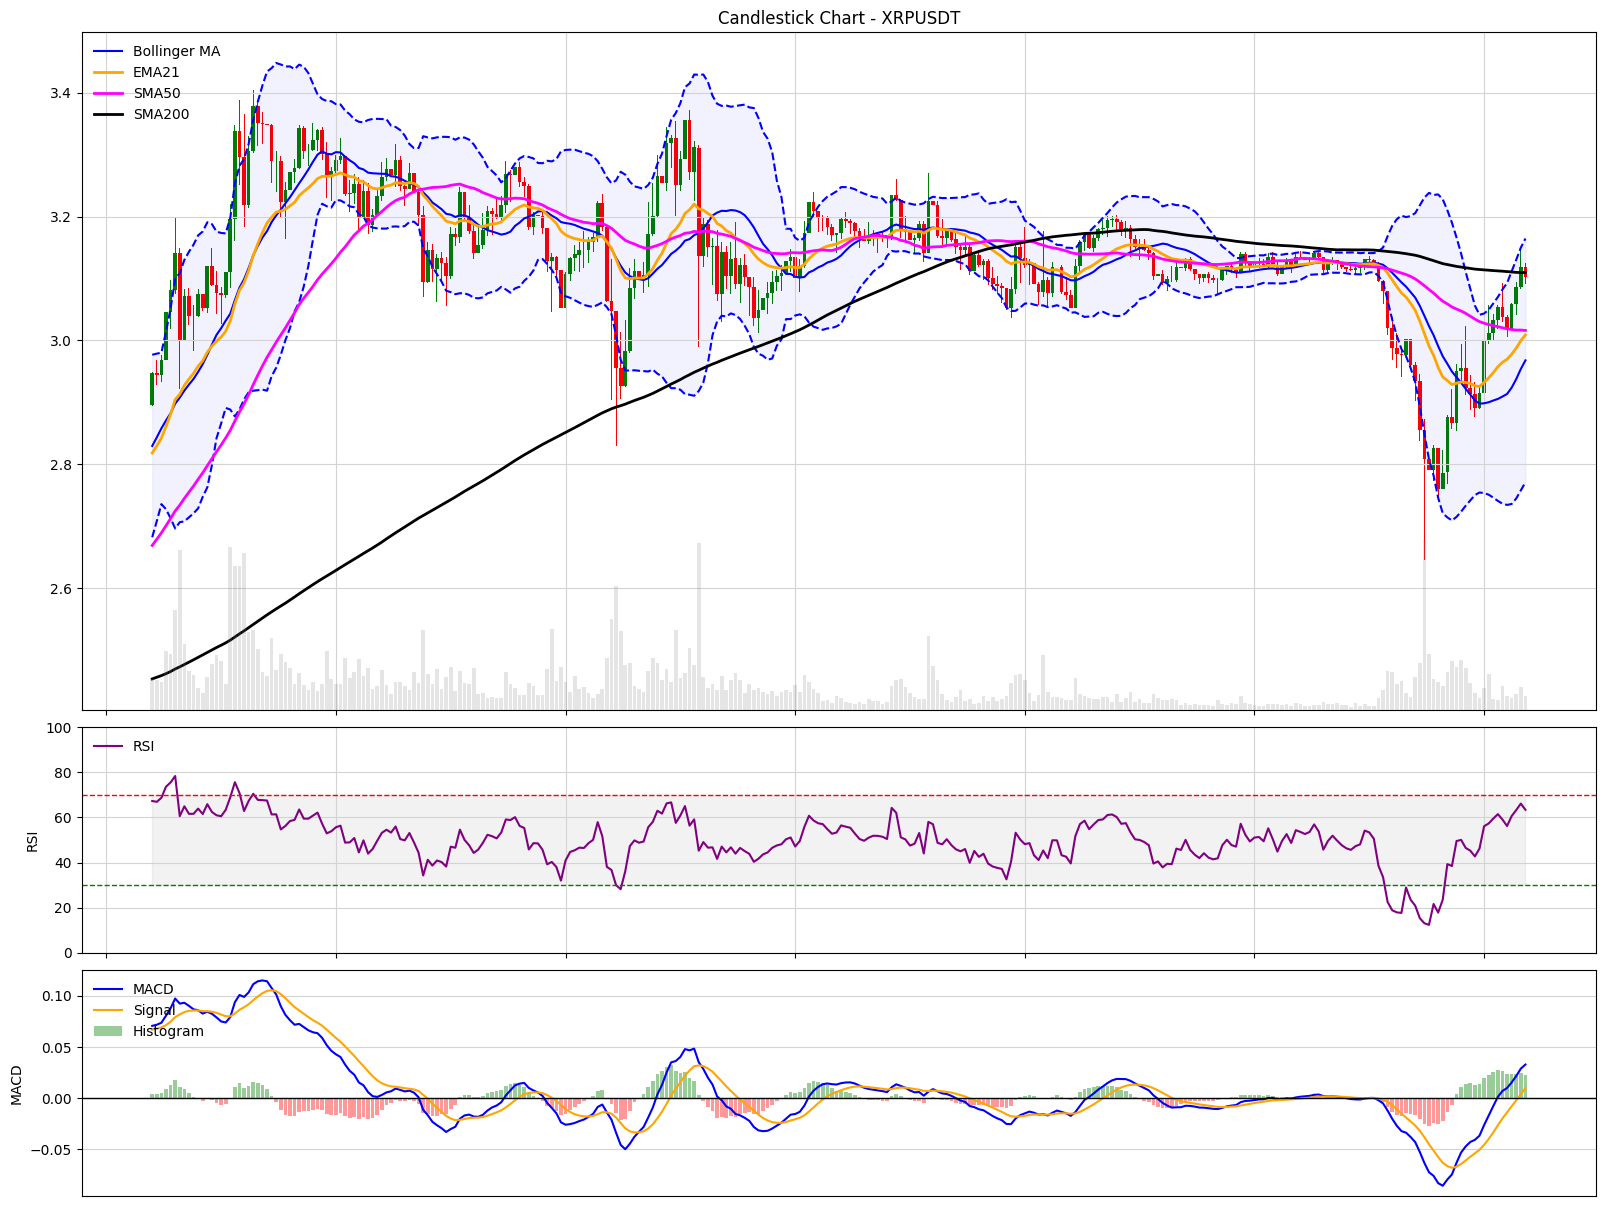 Candlestick Chart - XRPUSDT
Bollinger MA
EMA21
SMA50
SMA200
3.4
3.2
3.0
2.8
2.6
RSI
RSI
100
80
60
40
20
0
MACD
Signal
Histogram
MACD
0.10
0.05
0.00
−0.05